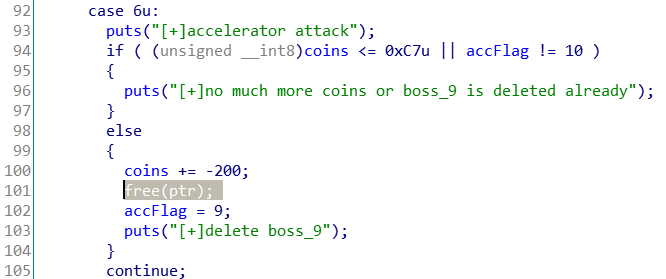 92 case 6u:
93 puts("[+]accelerator attack");
94 if ( (unsigned __int8)coins <= 0xC7u || accFlag != 10 )
95 {
96 puts("[+]no much more coins or boss_9 is deleted already");
97 }
98 else
99 {
100 coins += -200;
101 free(ptr);
102 accFlag = 9;
103 puts("[+]delete boss_9");
104 }
105 continue;